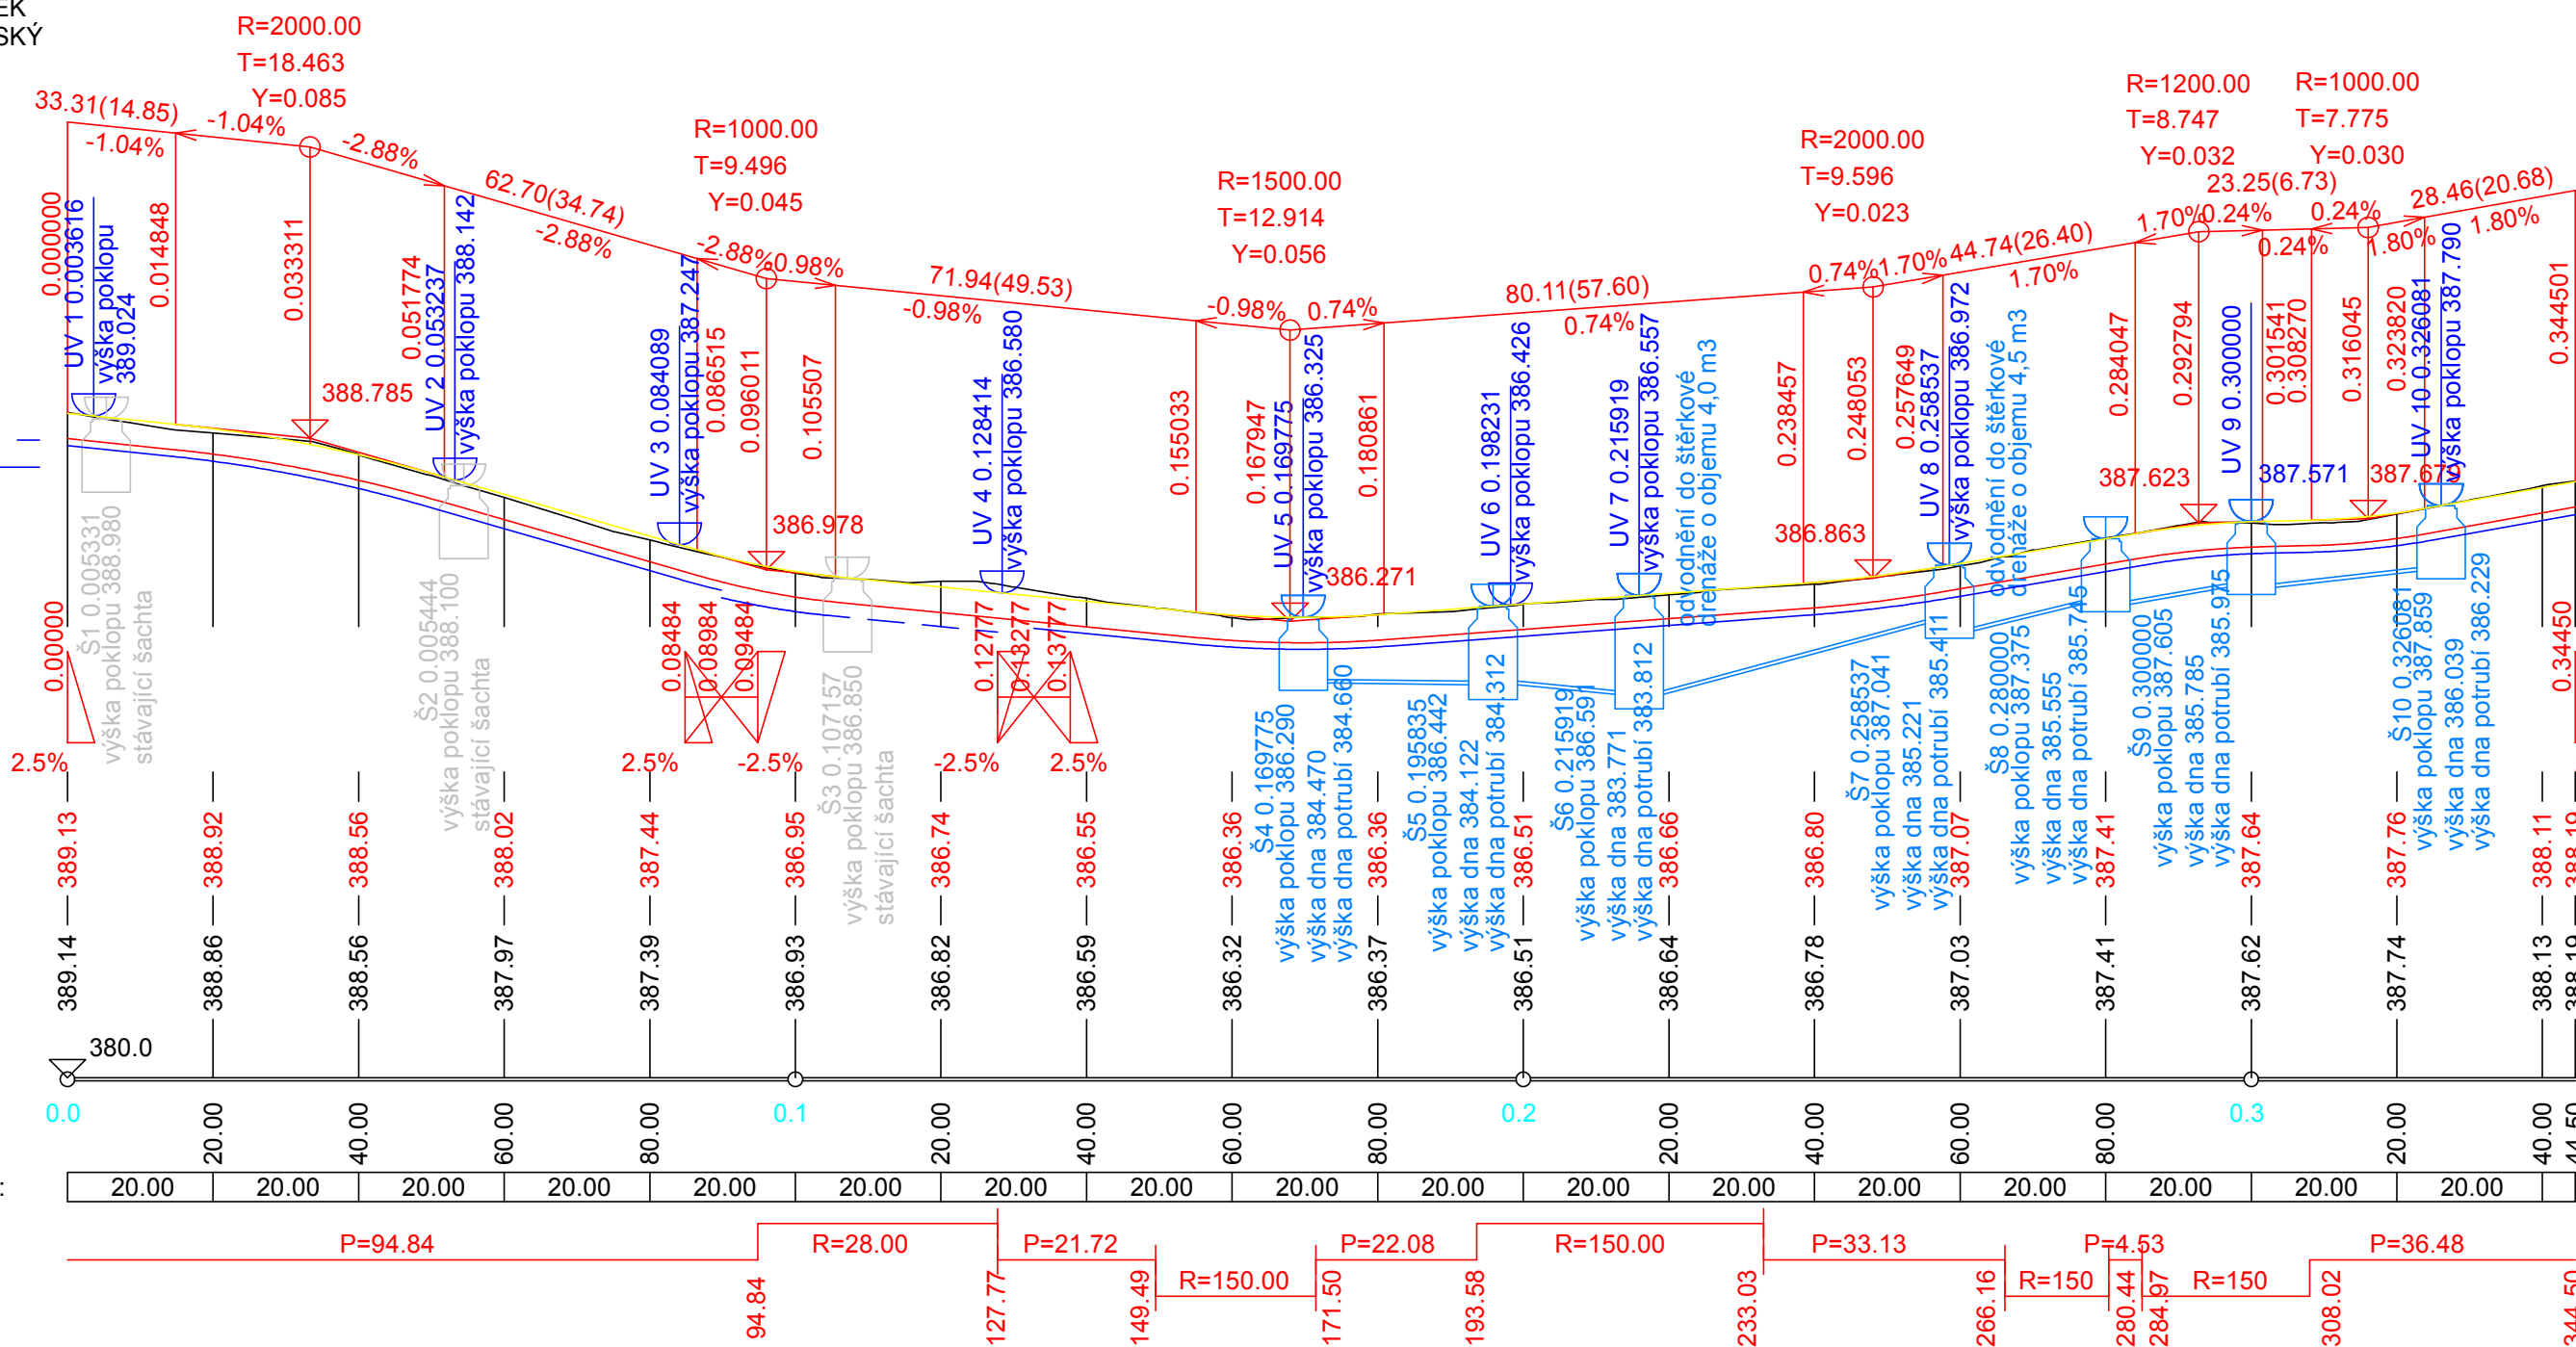 EK
SKÝ
R=2000.00
T=18.463
Y=0.085
R=1000.00
T=9.496
Y=0.045
R=1500.00
T=12.914
Y=0.056
R=2000.00
T=9.596
Y=0.023
R=1200.00
T=8.747
Y=0.032
R=1000.00
T=7.775
Y=0.030
33.31(14.85)
-1.04%
-1.04%
-2.88%
62.70(34.74)
-2.88%
-2.88%
-0.98%
71.94(49.53)
-0.98%
-0.98%
0.74%
80.11(57.60)
0.74%
0.74%
1.70%
44.74(26.40)
1.70%
1.70%
0.24%
23.25(6.73)
0.24%
0.24%
1.80%
28.46(20.68)
1.80%
0.000000
UV 1 0.003616
výška poklopu
389.024
0.014848
0.033311
388.785
0.051774
UV 2 0.053237
výška poklopu 388.142
UV 3 0.084089
výška poklopu 387.247
0.086515
0.096011
386.978
0.105507
UV 4 0.128414
výška poklopu 386.580
0.155033
0.167947
UV 5 0.169775
výška poklopu 386.325
386.271
0.180861
UV 6 0.198231
výška poklopu 386.426
UV 7 0.215919
výška poklopu 386.557
odvodnění do štěrkové
drenáže o objemu 4,0 m3
0.238457
0.248053
386.863
0.257649
UV 8 0.258537
výška poklopu 386.972
odvodnění do štěrkové
drenáže o objemu 4,5 m3
0.284047
0.292794
387.623
UV 9 0.300000
0.301541
387.571
0.308270
0.316045
387.679
0.323820
UV 10 0.326081
výška poklopu 387.790
0.344501
0.00000
2.5%
Š1 0.005331
výška poklopu 388.980
stávající šachta
Š2 0.005444
výška poklopu 388.100
stávající šachta
0.08484
0.08984
0.09484
2.5%
-2.5%
Š3 0.107157
výška poklopu 386.850
stávající šachta
0.12777
0.13277
0.13777
-2.5%
2.5%
Š4 0.169775
výška poklopu 386.290
výška dna 384.470
výška dna potrubí 384.660
Š5 0.195835
výška poklopu 386.442
výška dna 384.122
výška dna potrubí 384.312
Š6 0.215919
výška poklopu 386.591
výška dna 383.771
výška dna potrubí 383.812
Š7 0.258537
výška poklopu 387.041
výška dna 385.221
výška dna potrubí 385.411
Š8 0.280000
výška poklopu 387.375
výška dna 385.555
výška dna potrubí 385.745
Š9 0.300000
výška poklopu 387.605
výška dna 385.785
výška dna potrubí 385.975
Š10 0.326081
výška poklopu 387.859
výška dna 386.039
výška dna potrubí 386.229
0.34450
389.13 388.92 388.56 388.02 387.44 386.95 386.74 386.55 386.36 386.36 386.51 386.66 386.80 387.07 387.41 387.64 387.76 388.11 388.19
389.14 388.86 388.56 387.97 387.39 386.93 386.82 386.59 386.32 386.37 386.51 386.64 386.78 387.03 387.41 387.62 387.74 388.13 388.19
380.0
0.0 20.00 40.00 60.00 80.00 0.1 20.00 40.00 60.00 80.00 0.2 20.00 40.00 60.00 80.00 0.3 20.00 40.00 44.50
: 20.00 20.00 20.00 20.00 20.00 20.00 20.00 20.00 20.00 20.00 20.00 20.00 20.00 20.00 20.00 20.00 20.00
P=94.84 R=28.00 P=21.72 R=150.00 P=22.08 R=150.00 P=33.13 R=150 P=4.53 R=150 P=36.48
94.84 127.77 149.49 171.50 193.58 233.03 266.16 280.44 284.97 308.02 344.50